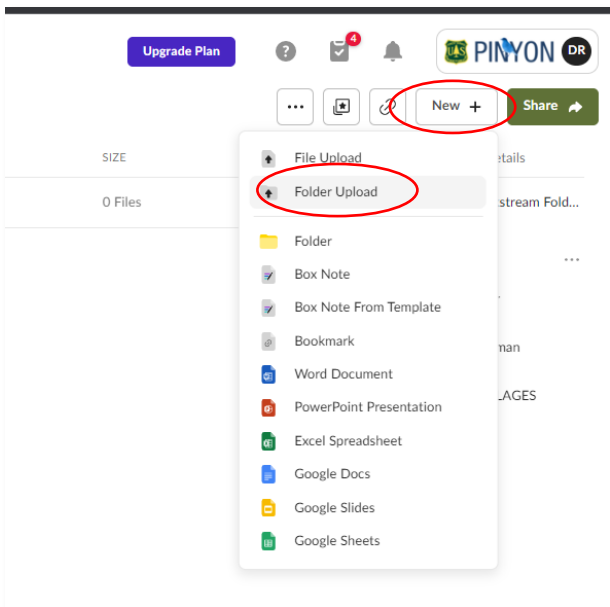 Upgrade Plan
?
4
UAS
PINYON
DR
...
New +
Share
SIZE
etails
0 Files
stream Fold...
...
File Upload
Folder Upload
Folder
Box Note
Box Note From Template
Bookmark
Word Document
PowerPoint Presentation
Excel Spreadsheet
Google Docs
Google Slides
Google Sheets
man
LAGES